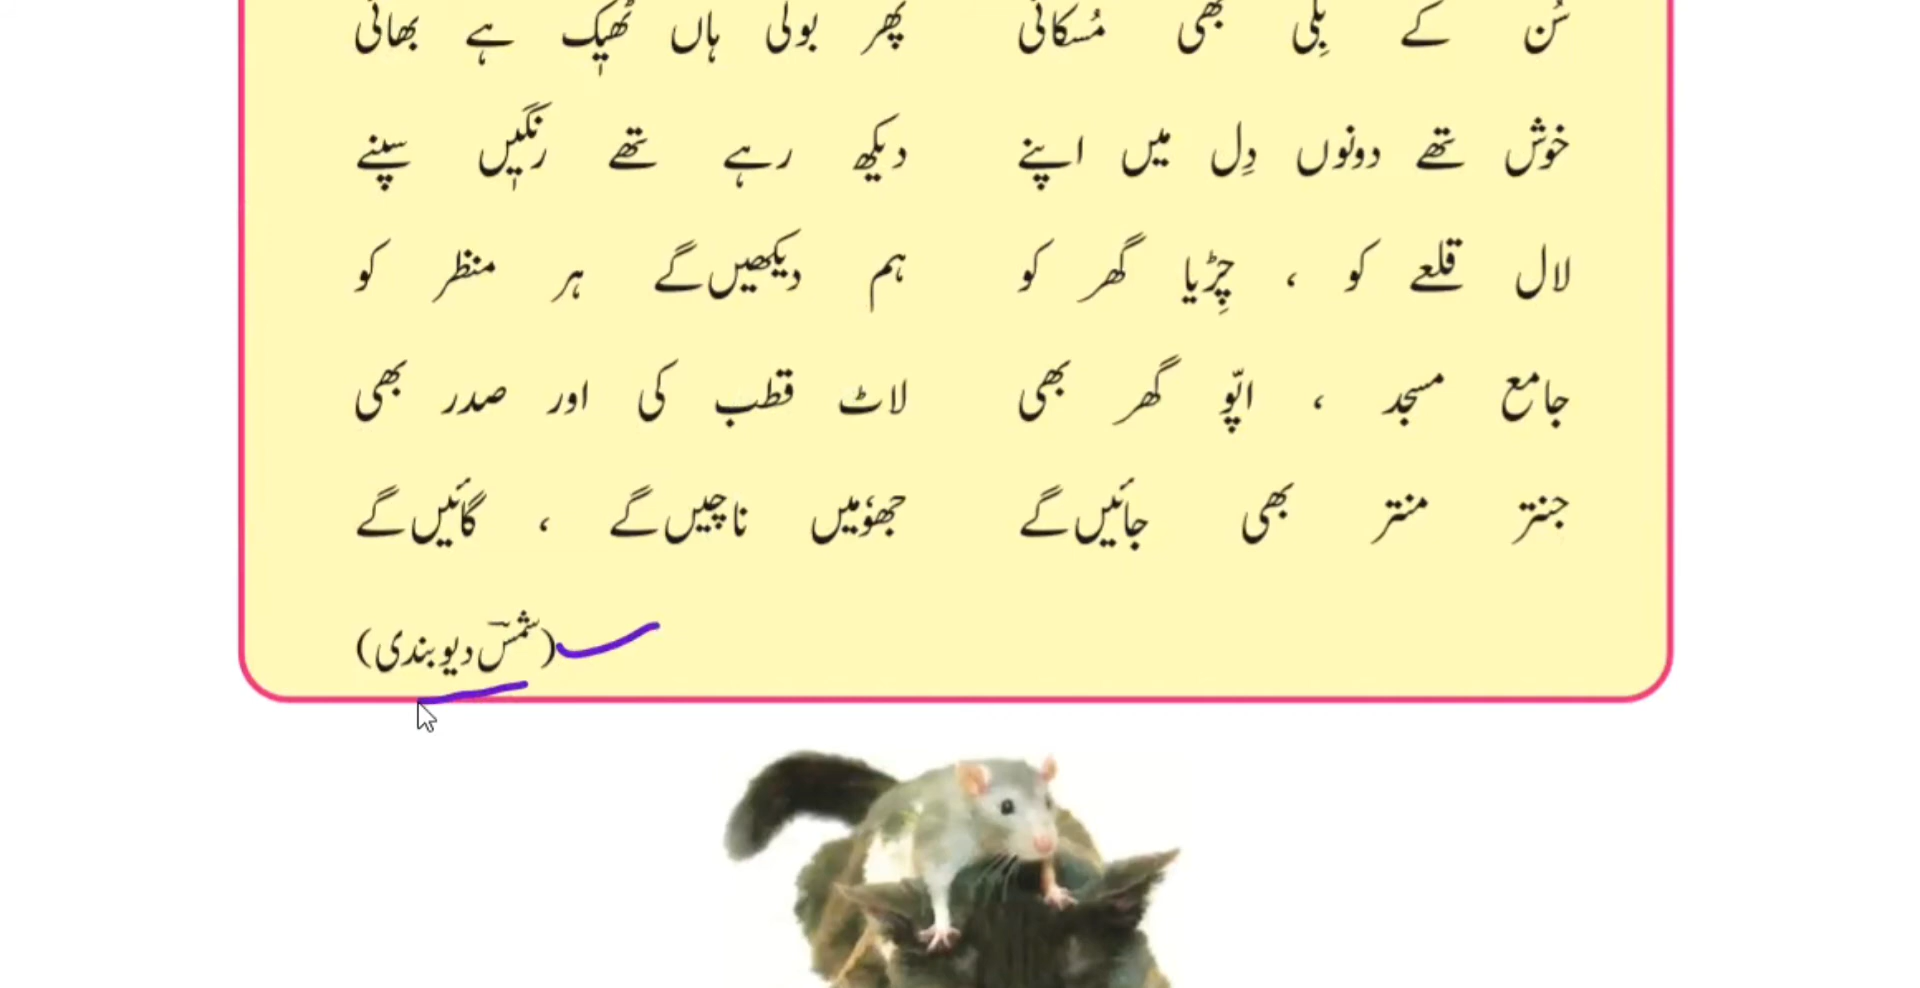 سُن کے بِلّی بھی مُسکائی پھر بولی ہاں ٹھیک ہے بھائی
خوش تھے دونوں دِل میں اپنے دیکھ رہے تھے رنگیں سپنے
لال قلعے کو ، چِڑیا گھر کو ہم دیکھیں گے ہر منظر کو
جامع مسجد ، اپّو گھر بھی لاٹ قطب کی اور صدر بھی
جنتر منتر بھی جائیں گے جھوٗمیں ناچیں گے ، گائیں گے
(شمسؔ دیوبندی)